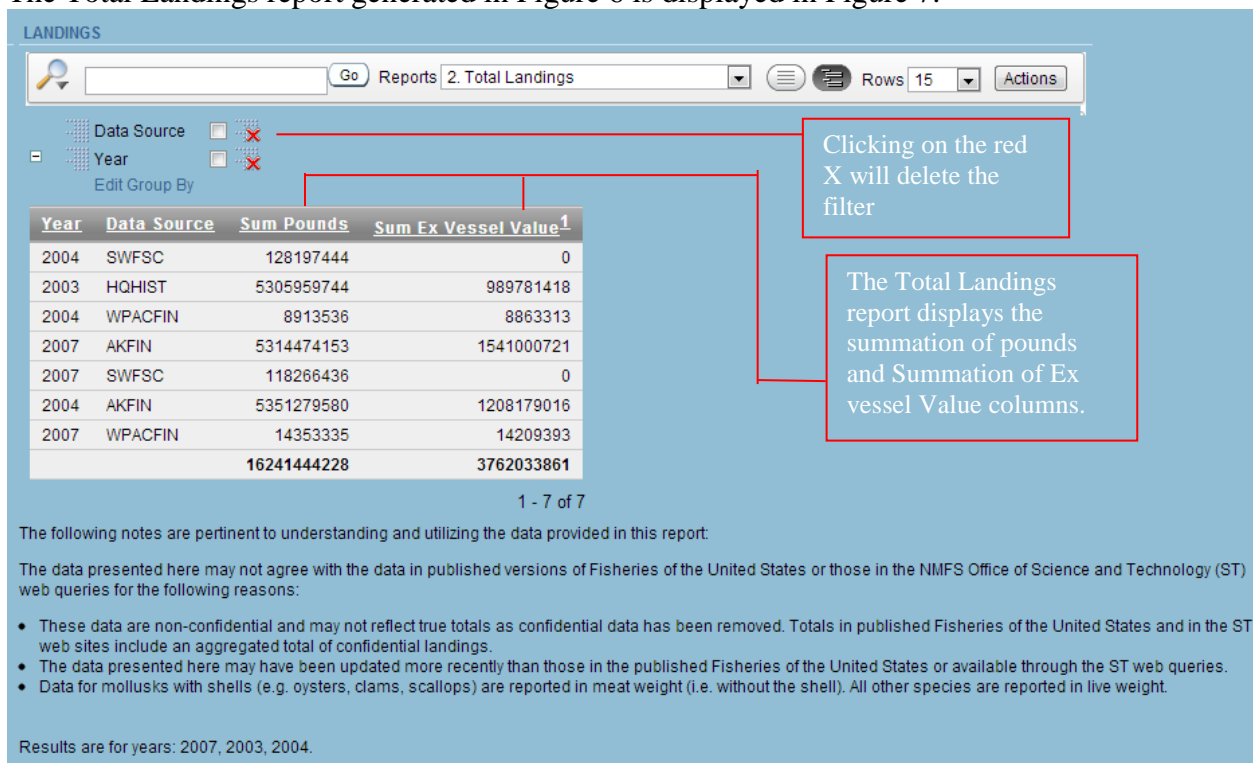 The Total Landings report generated in Figure 6 is displayed in Figure 7.
LANDINGS
Go Reports 2. Total Landings Rows 15 Actions
Data Source
Year
Edit Group By
Clicking on the red
X will delete the
filter
Year Data Source Sum Pounds Sum Ex Vessel Value1
2004 SWFSC 128197444 0
2003 HQHIST 5305959744 989781418
2004 WPACFIN 8913536 8863313
2007 AKFIN 5314474153 1541000721
2007 SWFSC 118266436 0
2004 AKFIN 5351279580 1208179016
2007 WPACFIN 14353335 14209393
16241444228 3762033861
The Total Landings
report displays the
summation of pounds
and Summation of Ex
vessel Value columns.
1 - 7 of 7
The following notes are pertinent to understanding and utilizing the data provided in this report:
The data presented here may not agree with the data in published versions of Fisheries of the United States or those in the NMFS Office of Science and Technology (ST)
web queries for the following reasons:
• These data are non-confidential and may not reflect true totals as confidential data has been removed. Totals in published Fisheries of the United States and in the ST
web sites include an aggregated total of confidential landings.
• The data presented here may have been updated more recently than those in the published Fisheries of the United States or available through the ST web queries.
• Data for mollusks with shells (e.g. oysters, clams, scallops) are reported in meat weight (i.e. without the shell). All other species are reported in live weight.
Results are for years: 2007, 2003, 2004.